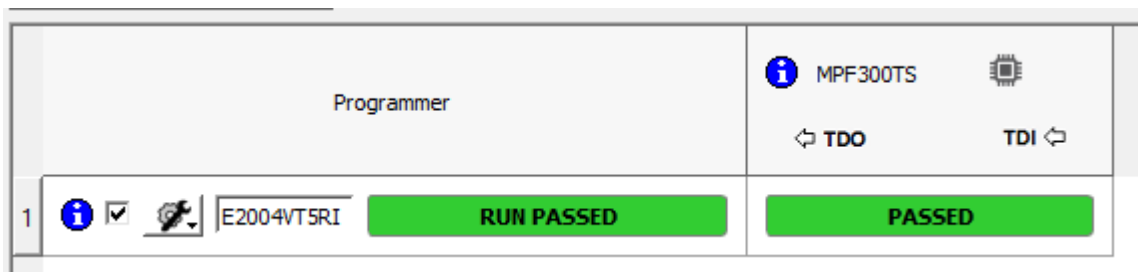 Programmer
MPF300TS
TDO TDI
1 E2004VT5RI RUN PASSED PASSED